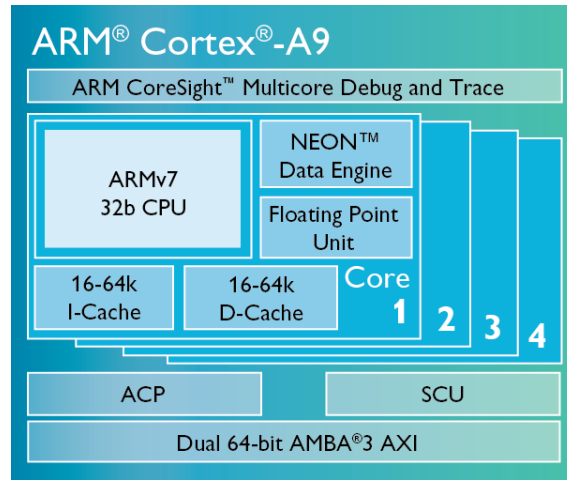 ARM® Cortex®-A9
ARM CoreSight™ Multicore Debug and Trace
ARMv7
32b CPU
NEON™
Data Engine
Floating Point
Unit
16-64k
I-Cache
16-64k
D-Cache
Core
1
2
3
4
ACP
SCU
Dual 64-bit AMBA®3 AXI